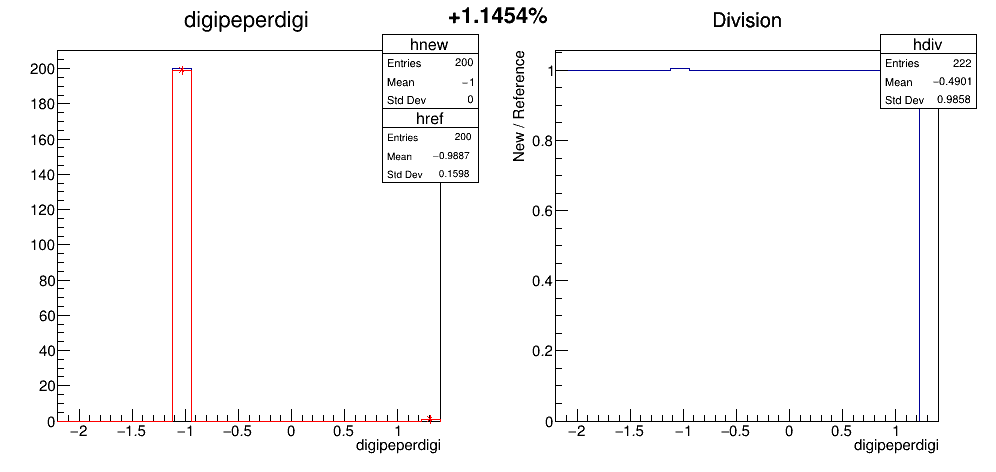 +1.1454%
digipeperdigi
hnew
Entries 200
Mean −1
Std Dev 0
href
Entries 200
Mean −0.9887
Std Dev 0.1598
200
180
160
140
120
100
80
60
40
20
0
−2 −1.5 −1 −0.5 0 0.5 1
digipeperdigi
Division
hdiv
Entries 222
Mean −0.4901
Std Dev 0.9858
New / Reference
1
0.8
0.6
0.4
0.2
0
−2 −1.5 −1 −0.5 0 0.5 1
digipeperdigi